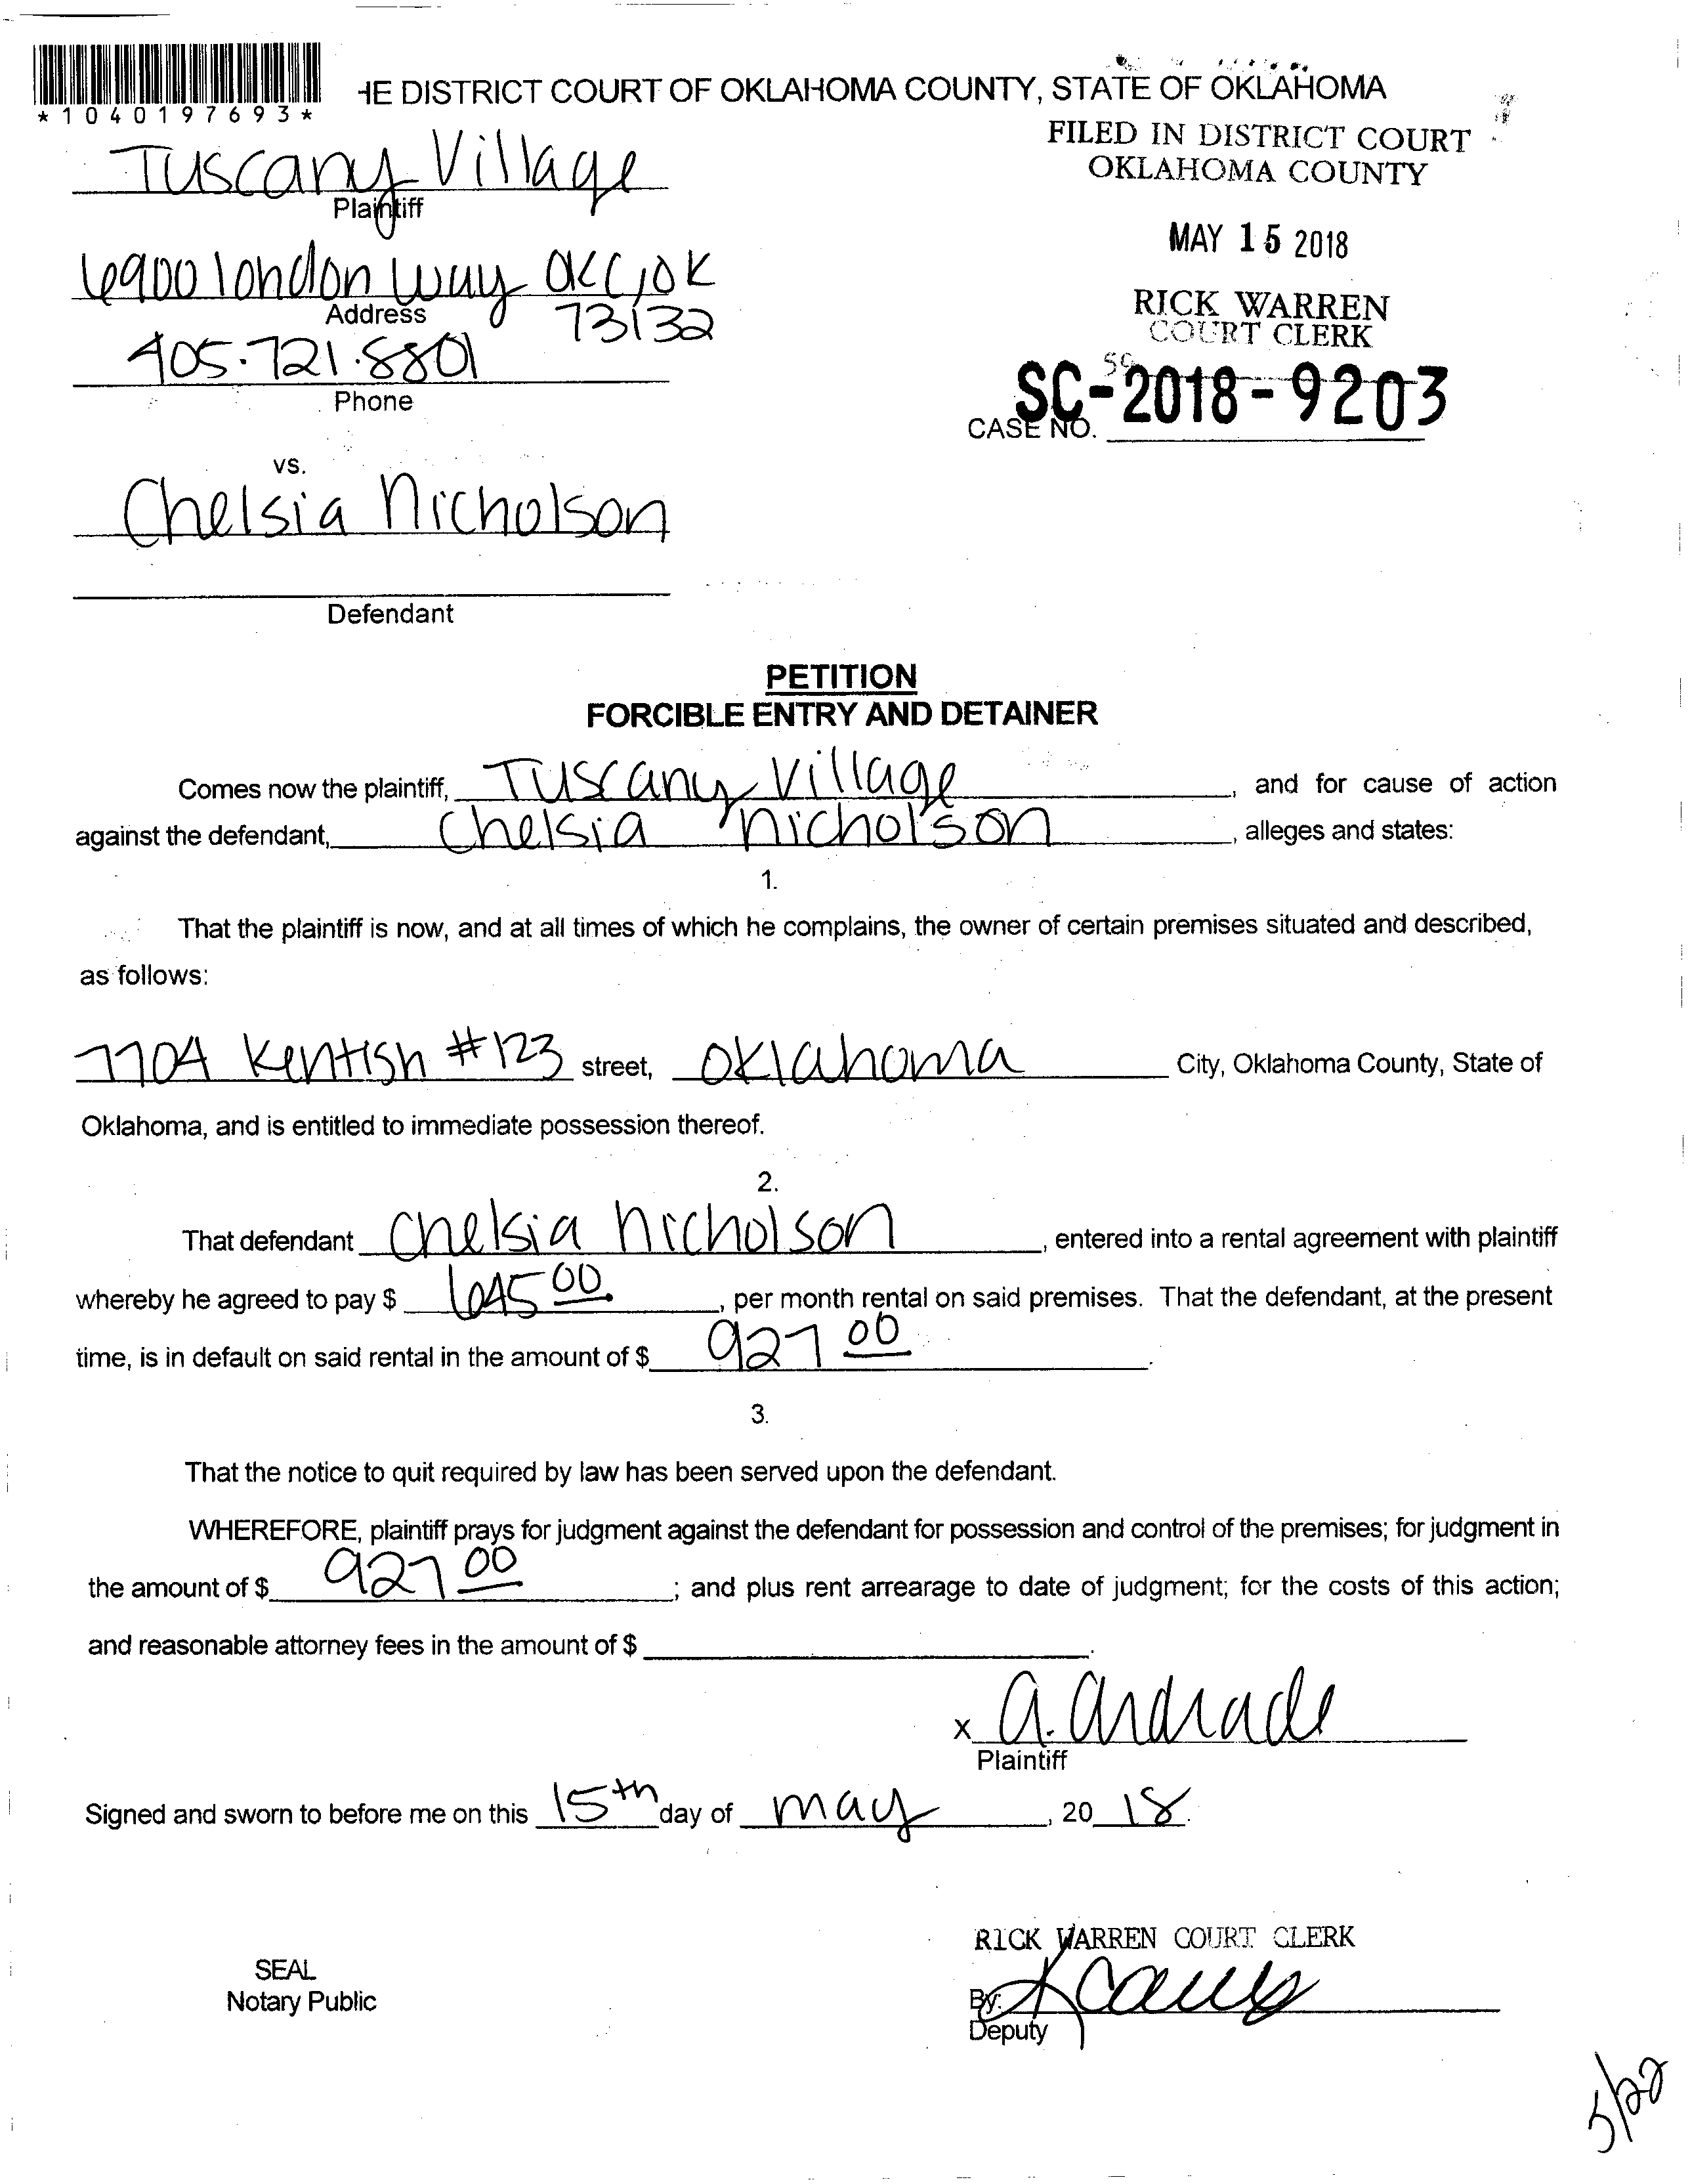 *1040197693*
HE DISTRICT COURT OF OKLAHOMA COUNTY, STATE OF OKLAHOMA
FILED IN DISTRICT COURT
OKLAHOMA COUNTY
Tuscany Village
Plaintiff
MAY 15 2018
6900 london way OKC, OK
73132
Address
RICK WARREN
COURT CLERK
405.721.8801
Phone
SC-2018-9203
CASE NO.
vs.
Chelsia Nicholson
Defendant
PETITION
FORCIBLE ENTRY AND DETAINER
Comes now the plaintiff, Tuscany Village, and for cause of action
against the defendant, Chelsia Nicholson, alleges and states:
1.
That the plaintiff is now, and at all times of which he complains, the owner of certain premises situated and described,
as follows:
7704 Kentish #123 street, Oklahoma City, Oklahoma County, State of
Oklahoma, and is entitled to immediate possession thereof.
2.
That defendant Chelsia Nicholson, entered into a rental agreement with plaintiff
whereby he agreed to pay $ 645 00, per month rental on said premises. That the defendant, at the present
time, is in default on said rental in the amount of $ 927 00.
3.
That the notice to quit required by law has been served upon the defendant.
WHEREFORE, plaintiff prays for judgment against the defendant for possession and control of the premises; for judgment in
the amount of $ 927 00; and plus rent arrearage to date of judgment; for the costs of this action;
and reasonable attorney fees in the amount of $ .
x a. andrade
Plaintiff
Signed and sworn to before me on this 15th day of may, 20 18.
RICK WARREN COURT CLERK
SEAL
Notary Public
By:
Deputy
5/22